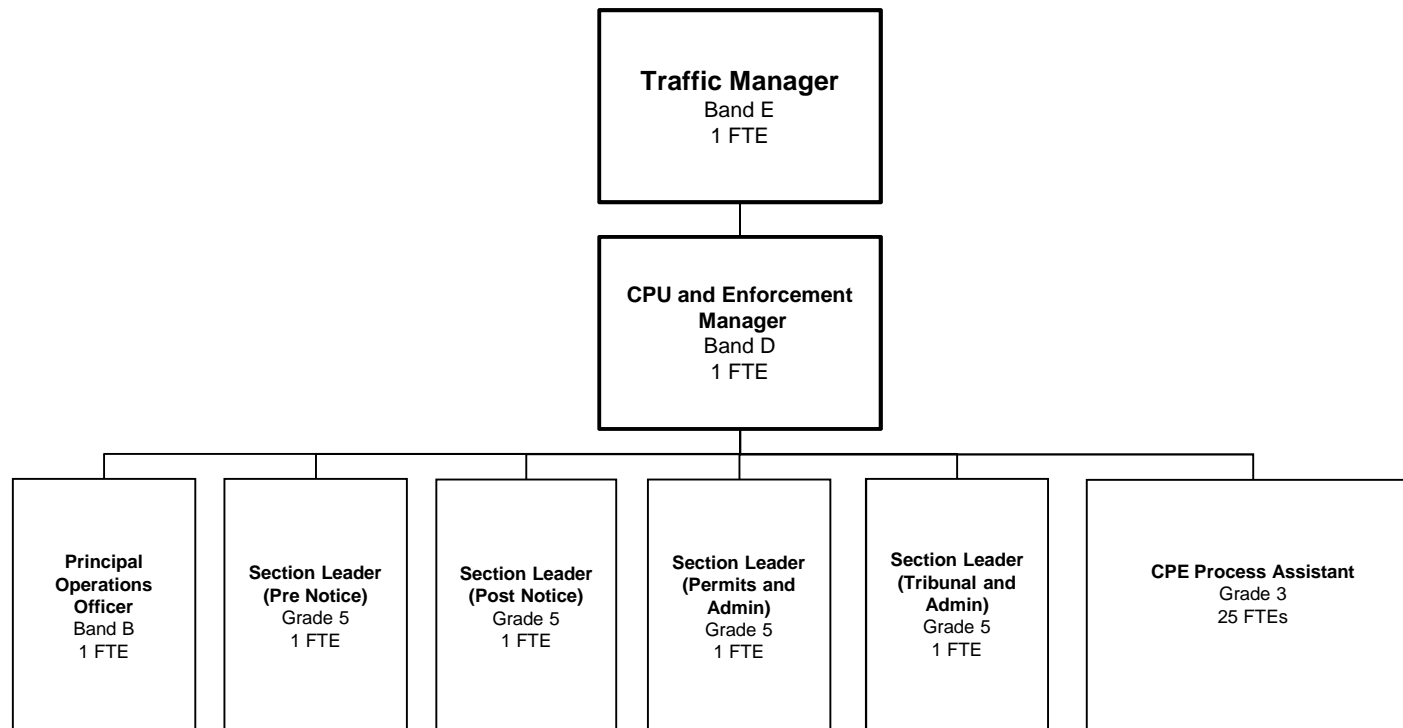 Traffic Manager
Band E
1 FTE
CPU and Enforcement
Manager
Band D
1 FTE
Principal
Operations
Officer
Band B
1 FTE
Section Leader
(Pre Notice)
Grade 5
1 FTE
Section Leader
(Post Notice)
Grade 5
1 FTE
Section Leader
(Permits and
Admin)
Grade 5
1 FTE
Section Leader
(Tribunal and
Admin)
Grade 5
1 FTE
CPE Process Assistant
Grade 3
25 FTEs